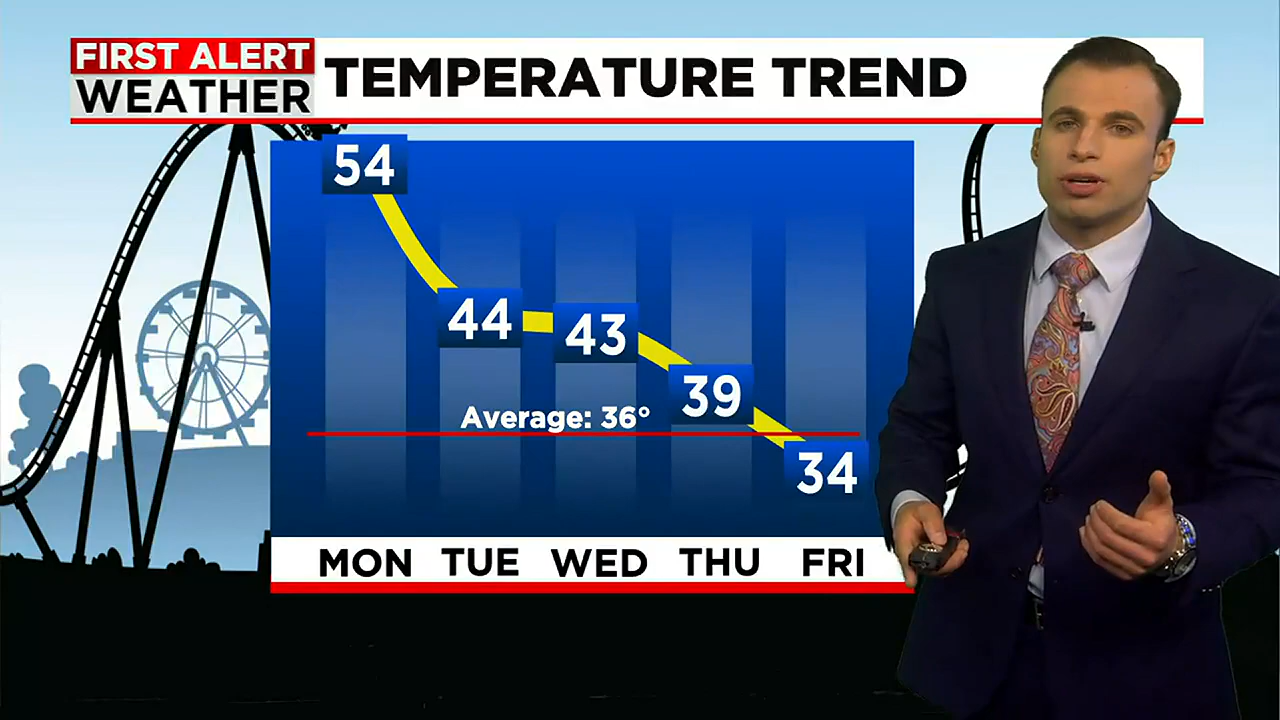 FIRST ALERT
WEATHER
TEMPERATURE TREND
54
44
43
39
Average: 36°
34
MON TUE WED THU FRI